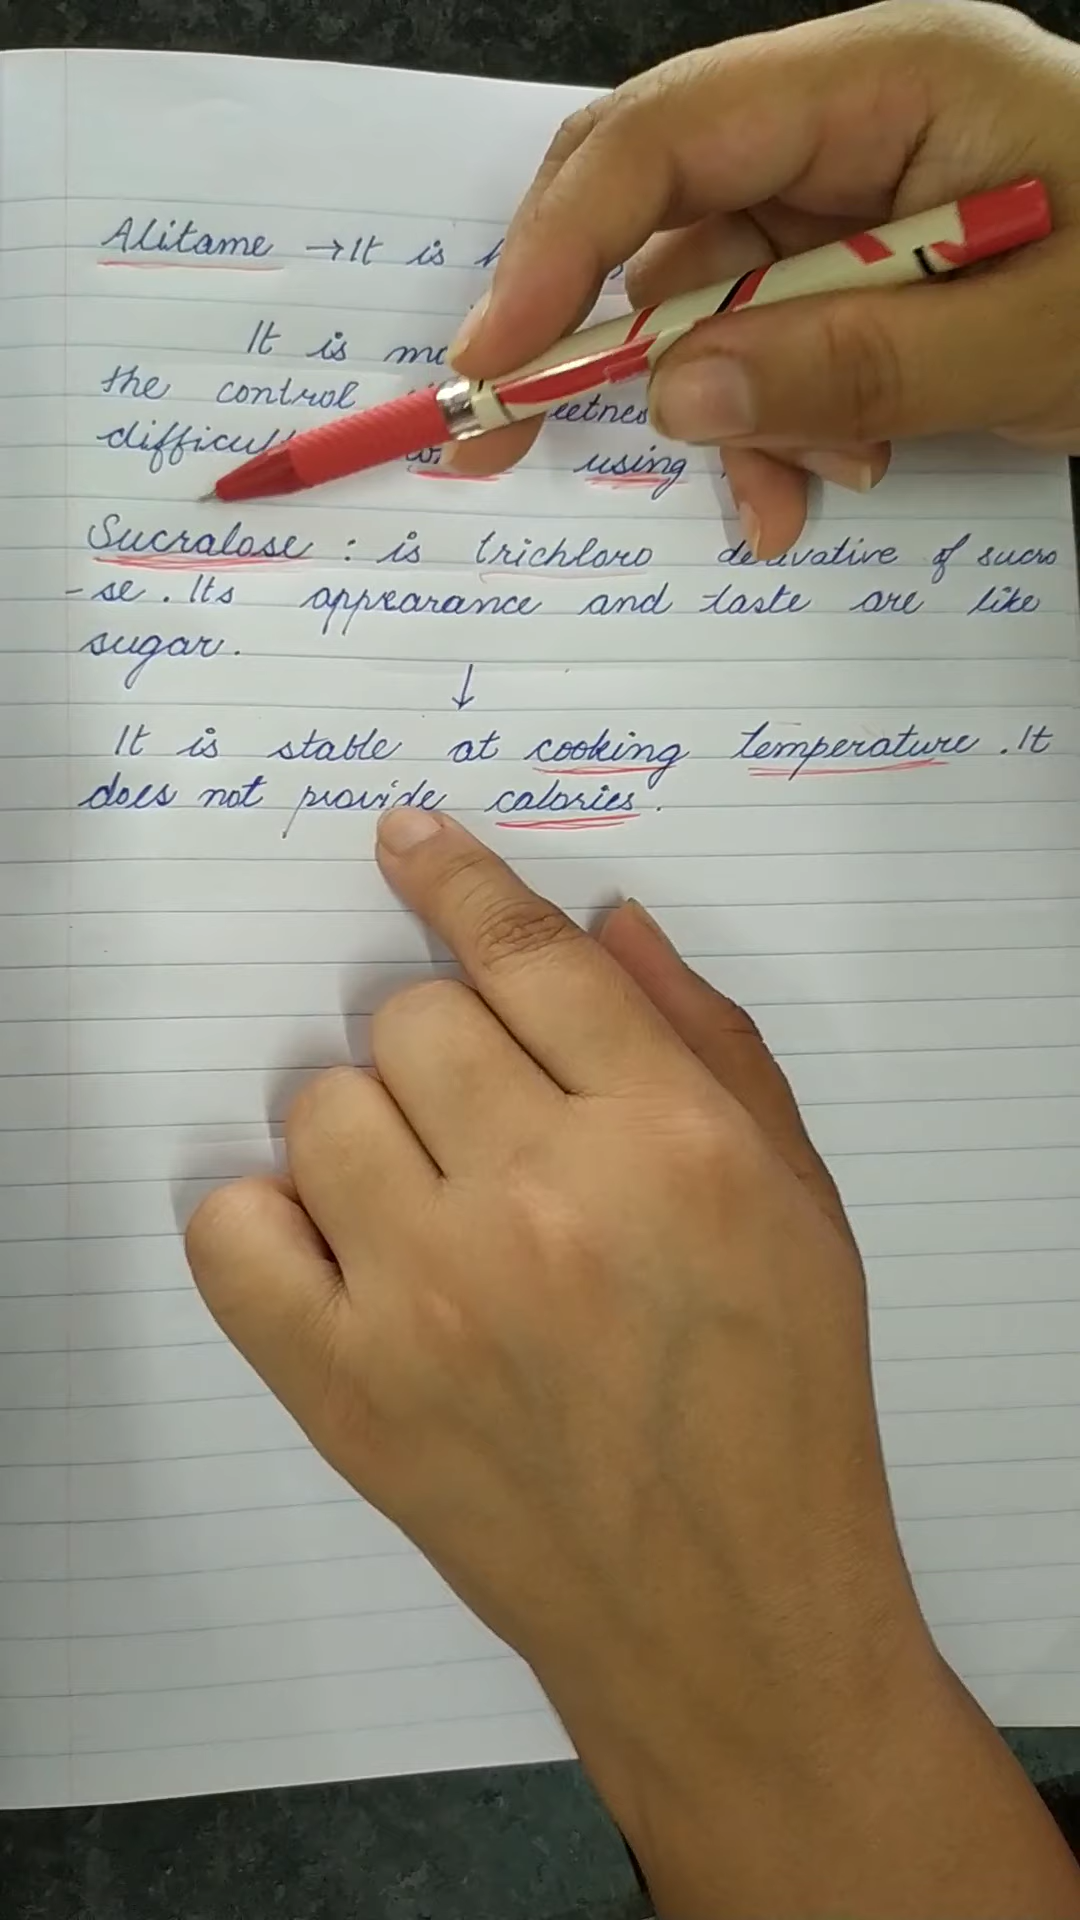 Alitame → It is
It is
the control
difficult using
Sucralose : is trichloro derivative of sucro
-se. Its appearance and taste are like
sugar.
↓
It is stable at cooking temperature. It
does not provide calories.